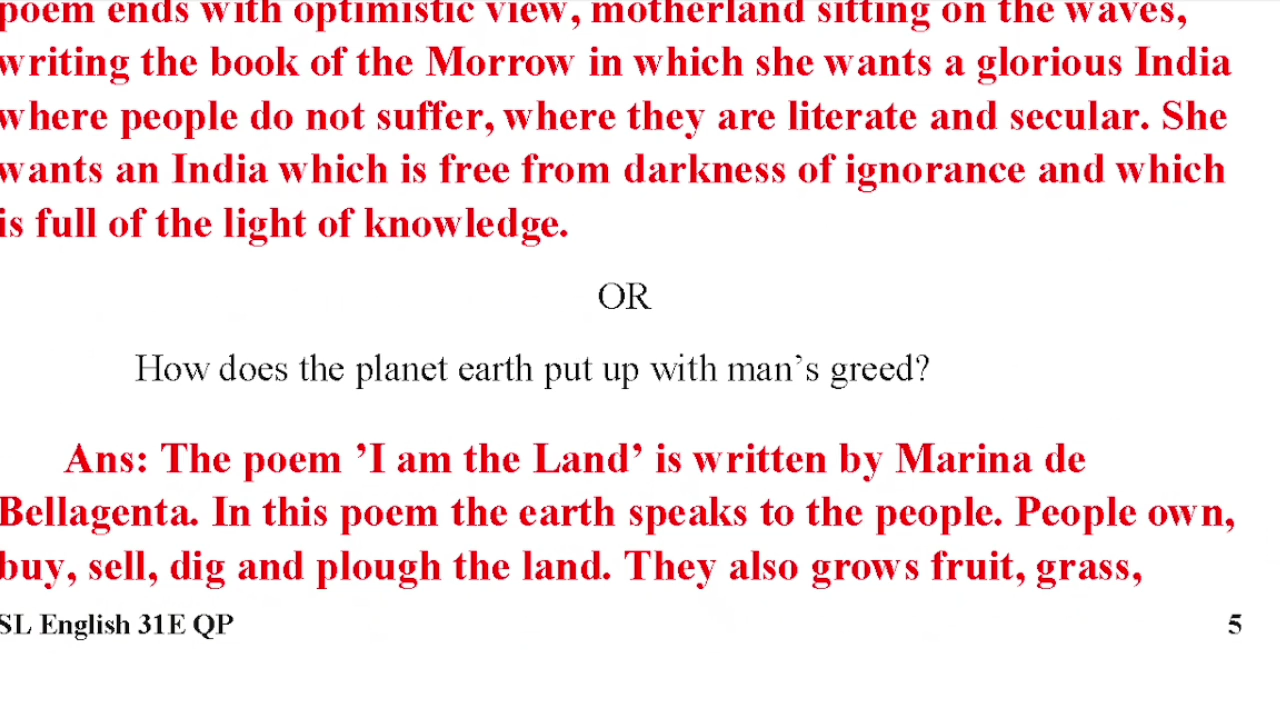 poem ends with optimistic view, motherland sitting on the waves,
writing the book of the Morrow in which she wants a glorious India
where people do not suffer, where they are literate and secular. She
wants an India which is free from darkness of ignorance and which
is full of the light of knowledge.
OR
How does the planet earth put up with man’s greed?
Ans: The poem ’I am the Land’ is written by Marina de
Bellagenta. In this poem the earth speaks to the people. People own,
buy, sell, dig and plough the land. They also grows fruit, grass,
SL English 31E QP 5